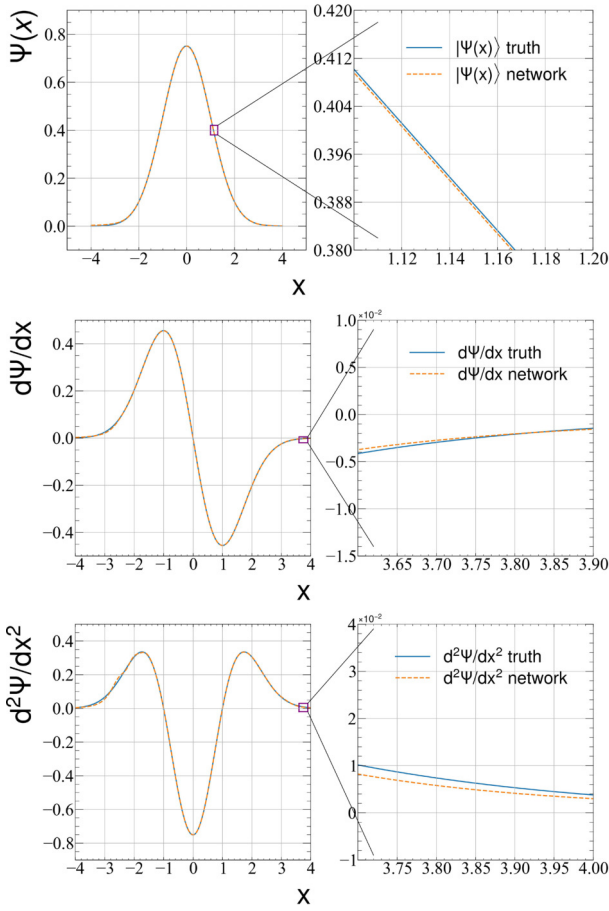 Ψ(x)
0.8
0.6
0.4
0.2
0.0
−4 −2 0 2 4
x
0.420
0.412
0.404
0.396
0.388
0.380
1.12 1.14 1.16 1.18 1.20
|Ψ(x)⟩ truth
|Ψ(x)⟩ network
dΨ/dx
0.4
0.2
0.0
−0.2
−0.4
−4 −3 −2 −1 0 1 2 3 4
x
×10⁻²
1.0
0.5
0.0
−0.5
−1.0
−1.5
3.65 3.70 3.75 3.80 3.85 3.90
dΨ/dx truth
dΨ/dx network
d²Ψ/dx²
0.4
0.2
0.0
−0.2
−0.4
−0.6
−0.8
−4 −3 −2 −1 0 1 2 3 4
x
×10⁻²
4
3
2
1
0
−1
3.75 3.80 3.85 3.90 3.95 4.00
d²Ψ/dx² truth
d²Ψ/dx² network